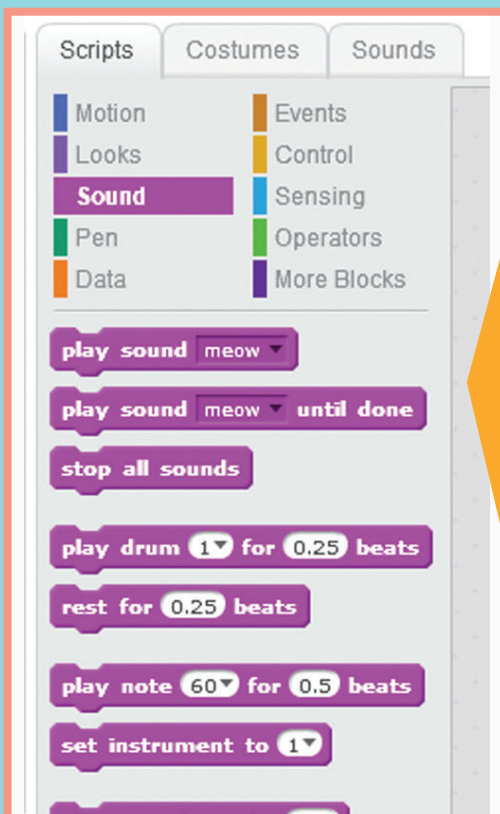 Scripts Costumes Sounds
Motion Events
Looks Control
Sound Sensing
Pen Operators
Data More Blocks
play sound meow
play sound meow until done
stop all sounds
play drum 1 for 0.25 beats
rest for 0.25 beats
play note 60 for 0.5 beats
set instrument to 1